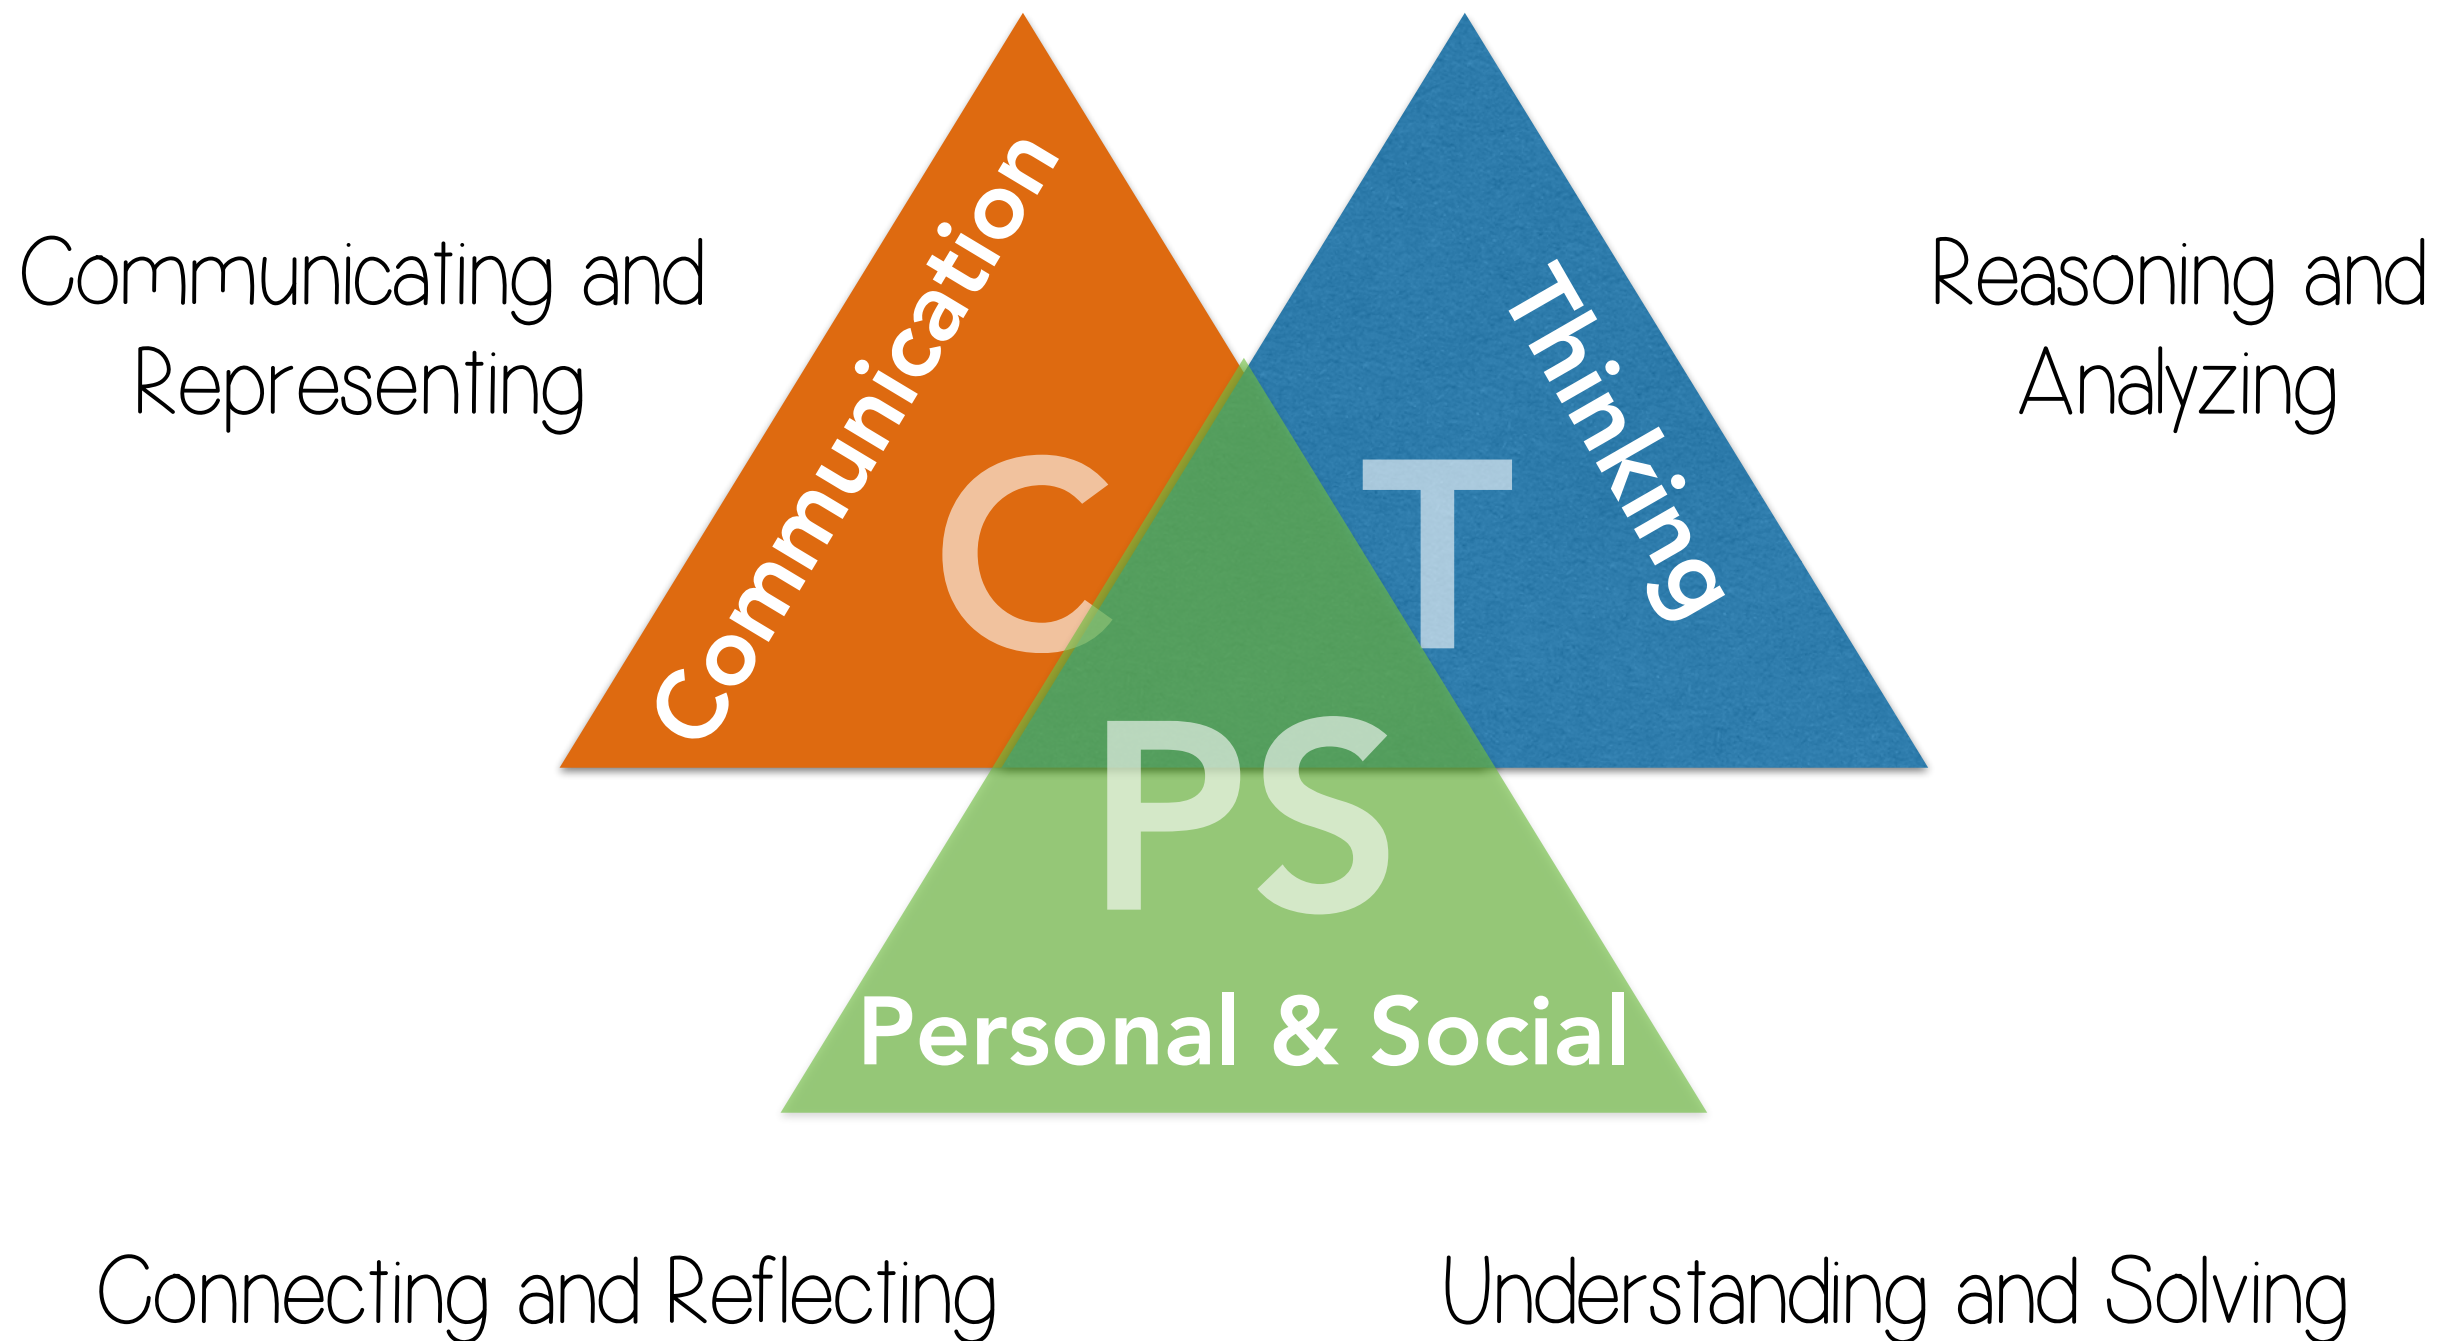 Communication
Thinking
Communicating and
Representing
Reasoning and
Analyzing
C
T
PS
Personal & Social
Connecting and Reflecting
Understanding and Solving